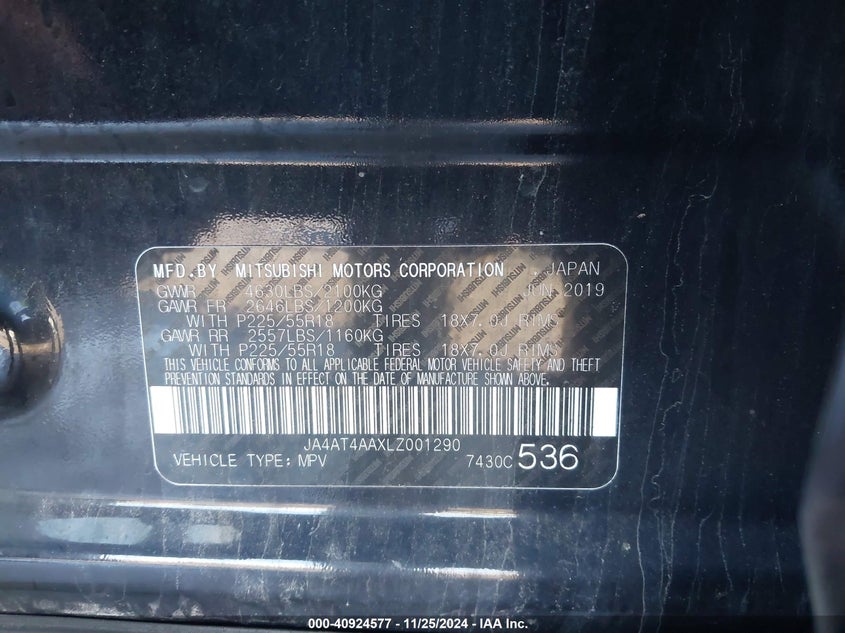 MFD.BY MITSUBISHI MOTORS CORPORATION , JAPAN
GVWR 4630LBS/2100KG JUN 2019
GAWR FR 2646LBS/1200KG
WITH P225/55R18 TIRES 18X7.0J RIMS
GAWR RR 2557LBS/1160KG
WITH P225/55R18 TIRES 18X7.0J RIMS
THIS VEHICLE CONFORMS TO ALL APPLICABLE FEDERAL MOTOR VEHICLE SAFETY AND THEFT
PREVENTION STANDARDS IN EFFECT ON THE DATE OF MANUFACTURE SHOWN ABOVE.
JA4AT4AAXLZ001290
VEHICLE TYPE: MPV 7430C 536
000-40924577 - 11/25/2024 - IAA Inc.